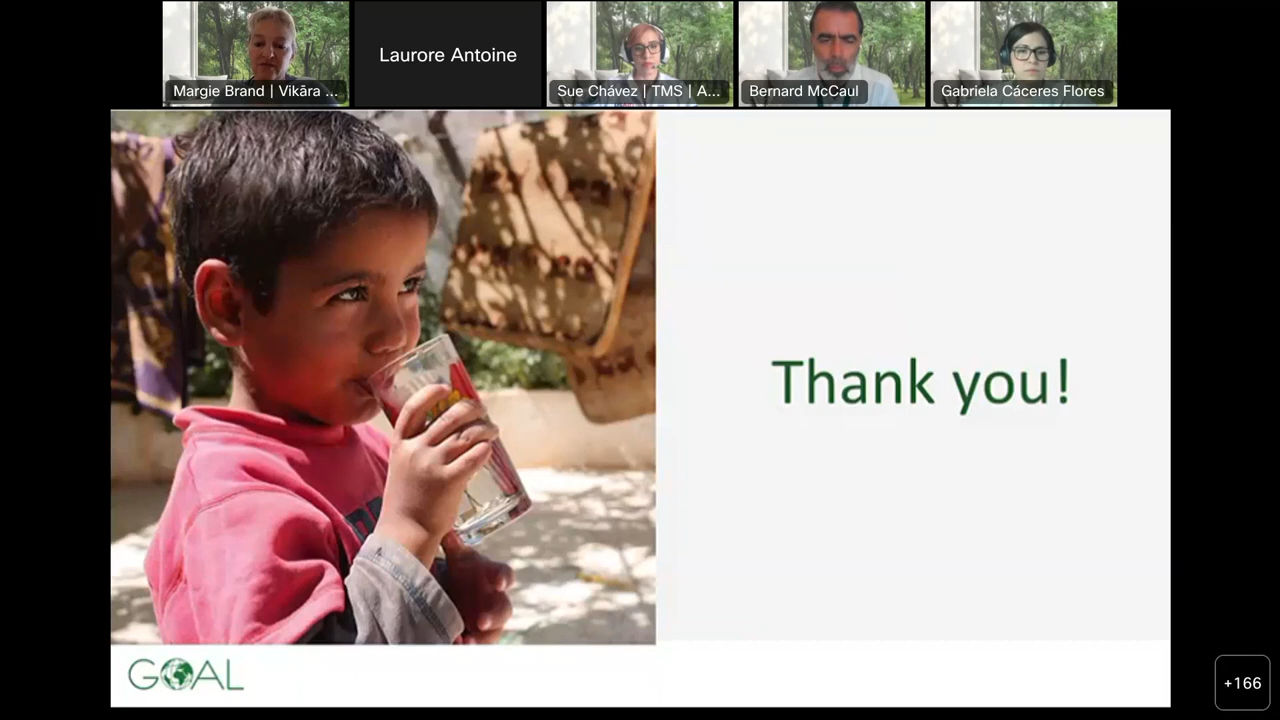 Margie Brand | Vikāra ...
Laurore Antoine
Sue Chávez | TMS | A...
Bernard McCaul
Gabriela Cáceres Flores
Thank you!
GOAL
+166